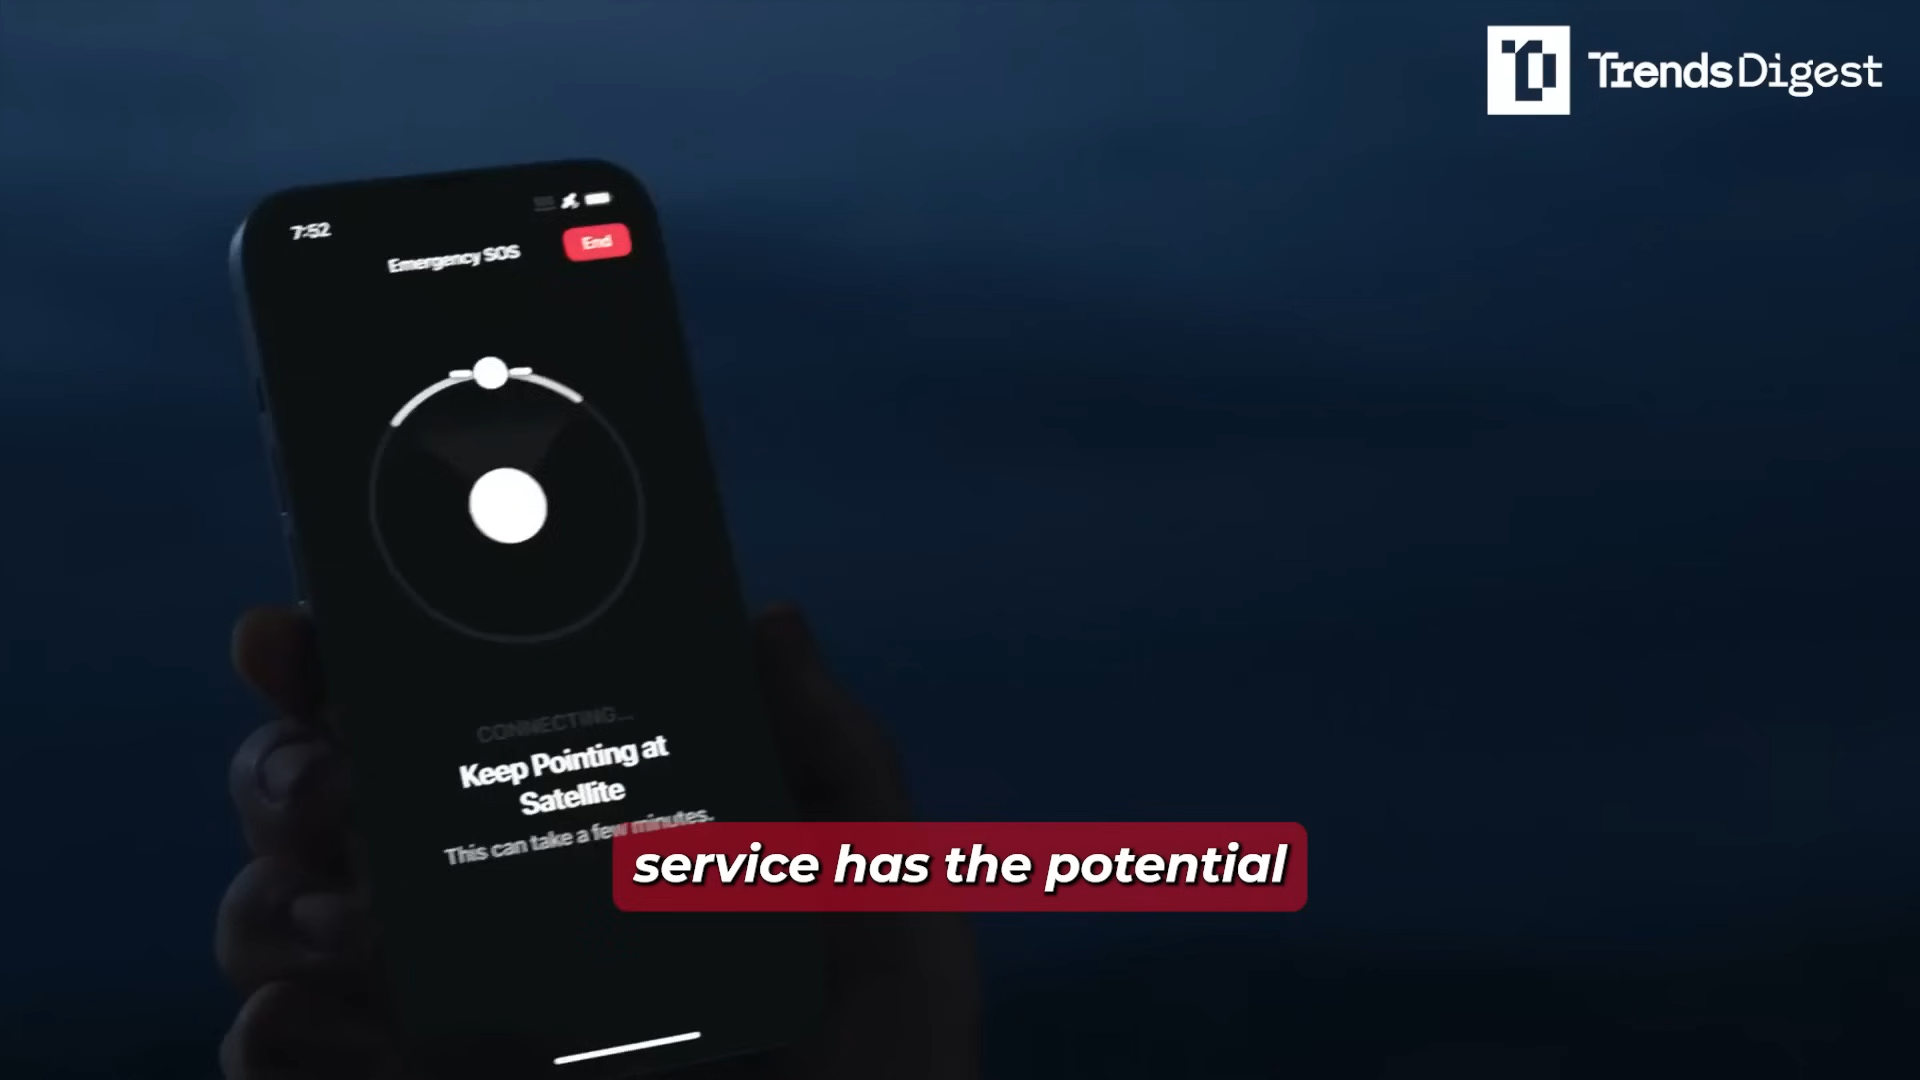 TrendsDigest
7:52
Emergency SOS
End
CONNECTING...
Keep Pointing at
Satellite
This can take a few minutes.
service has the potential